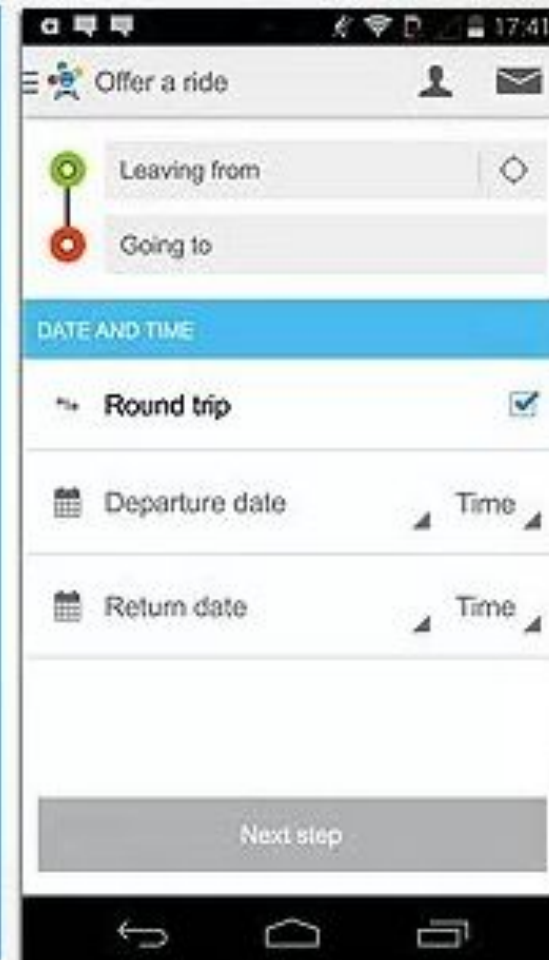 17:41
Offer a ride
Leaving from
Going to
DATE AND TIME
Round trip
Departure date Time
Return date Time
Next step